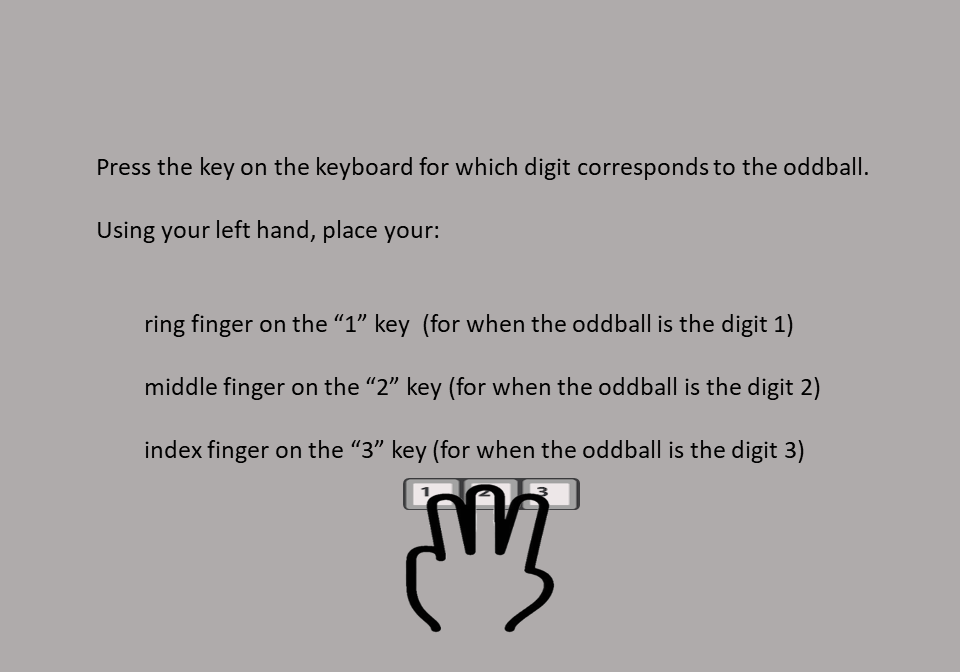 Press the key on the keyboard for which digit corresponds to the oddball.
Using your left hand, place your:
ring finger on the “1” key  (for when the oddball is the digit 1)
middle finger on the “2” key (for when the oddball is the digit 2)
index finger on the “3” key (for when the oddball is the digit 3)
1 2 3